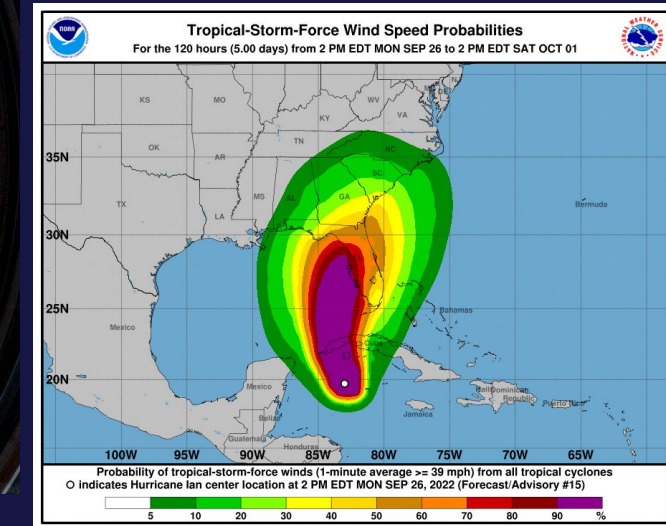 Tropical-Storm-Force Wind Speed Probabilities
For the 120 hours (5.00 days) from 2 PM EDT MON SEP 26 to 2 PM EDT SAT OCT 01
NOAA
KS
MO
WV
VA
DE
KY
NC
TN
OK
AR
SC
MS
AL
GA
TX
LA
Bermuda
35N
30N
25N
20N
Mexico
Bahamas
Cuba
Mexico
Haiti
Dominican
Republic
Puerto Rico
Jamaica
Belize
Guatemala
Honduras
100W 95W 90W 85W 80W 75W 70W 65W
Probability of tropical-storm-force winds (1-minute average >= 39 mph) from all tropical cyclones
indicates Hurricane Ian center location at 2 PM EDT MON SEP 26, 2022 (Forecast/Advisory #15)
5 10 20 30 40 50 60 70 80 90 %